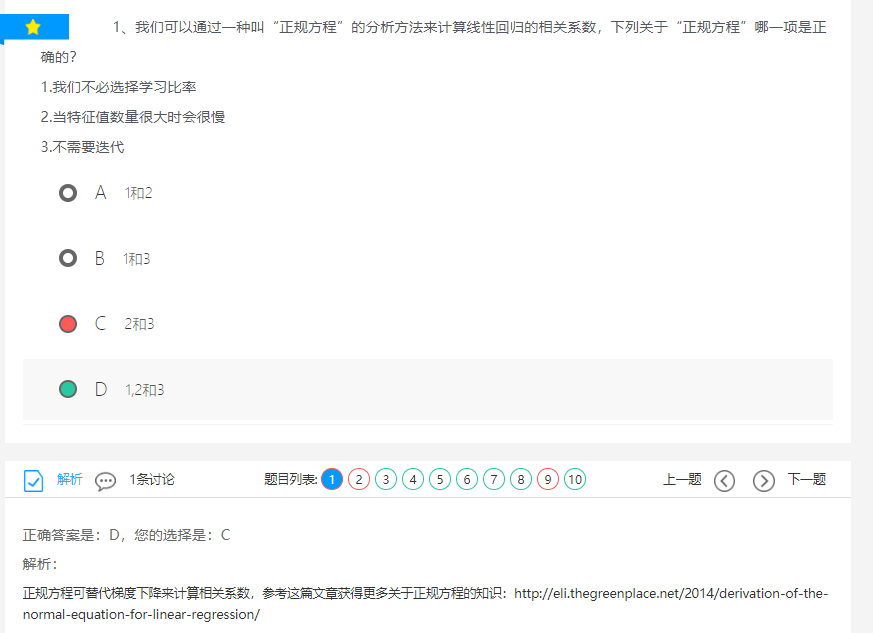 1、我们可以通过一种叫“正规方程”的分析方法来计算线性回归的相关系数，下列关于“正规方程”哪一项是正
确的？
1.我们不必选择学习比率
2.当特征值数量很大时会很慢
3.不需要迭代
A 1和2
B 1和3
C 2和3
D 1,2和3
解析 1条讨论 题目列表: 1 2 3 4 5 6 7 8 9 10 上一题 下一题
正确答案是：D，您的选择是：C
解析：
正规方程可替代梯度下降来计算相关系数，参考这篇文章获得更多关于正规方程的知识：http://eli.thegreenplace.net/2014/derivation-of-the-
normal-equation-for-linear-regression/